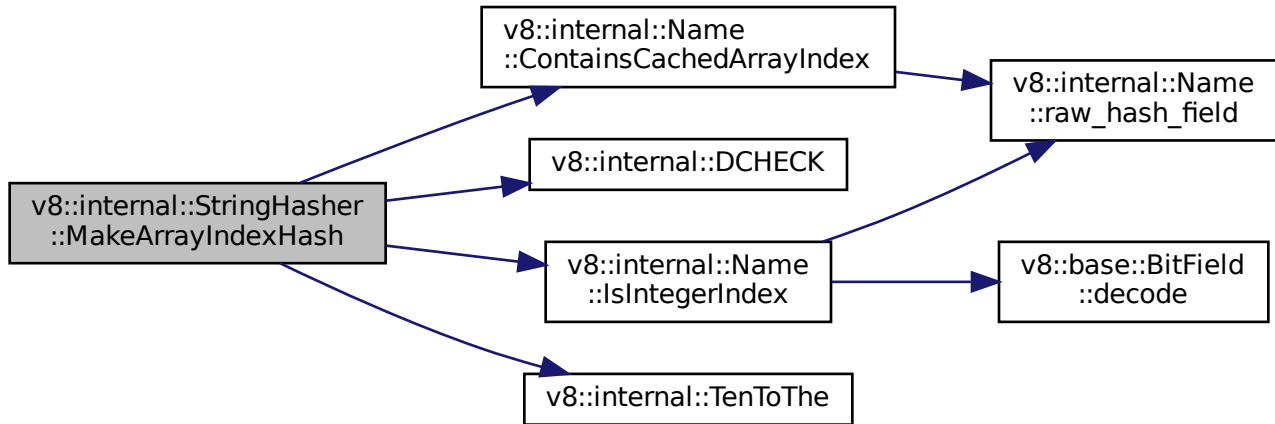 v8::internal::StringHasher
::MakeArrayIndexHash
v8::internal::Name
::ContainsCachedArrayIndex
v8::internal::DCHECK
v8::internal::Name
::IsIntegerIndex
v8::internal::TenToThe
v8::internal::Name
::raw_hash_field
v8::base::BitField
::decode